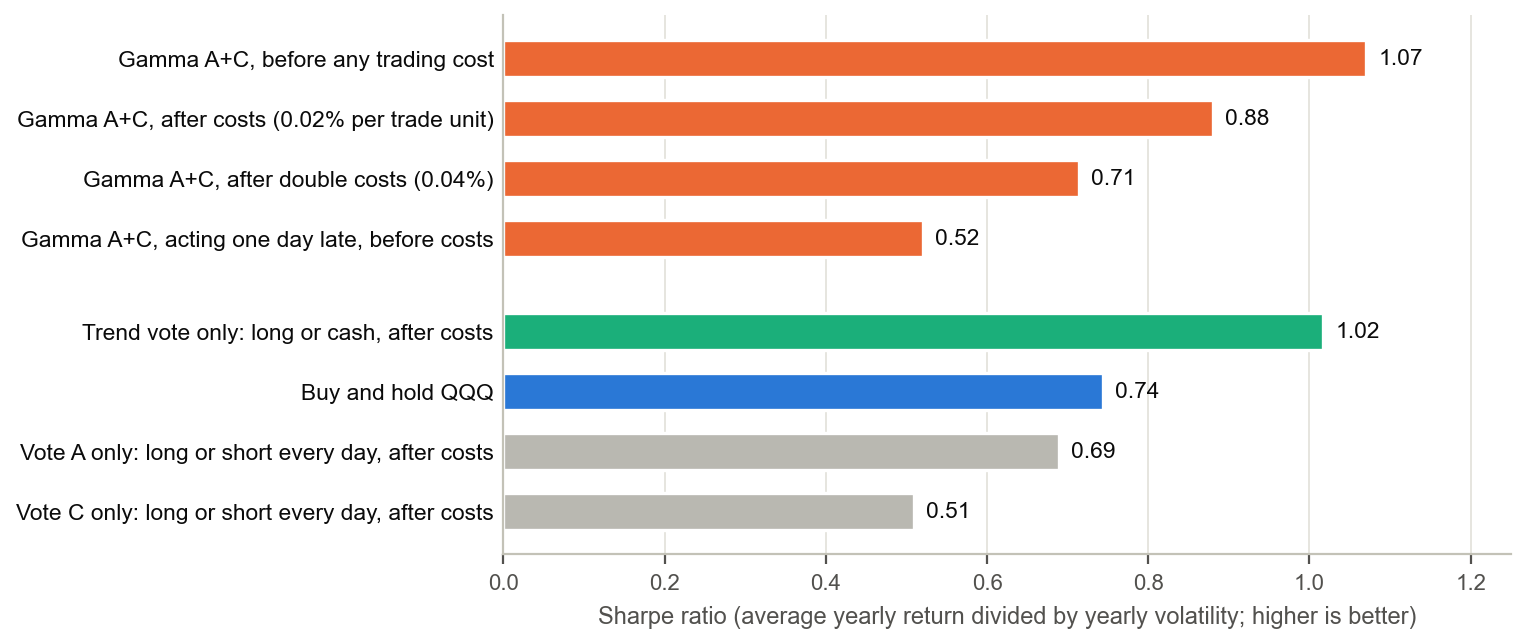 Gamma A+C, before any trading cost 1.07
Gamma A+C, after costs (0.02% per trade unit) 0.88
Gamma A+C, after double costs (0.04%) 0.71
Gamma A+C, acting one day late, before costs 0.52
Trend vote only: long or cash, after costs 1.02
Buy and hold QQQ 0.74
Vote A only: long or short every day, after costs 0.69
Vote C only: long or short every day, after costs 0.51
0.0 0.2 0.4 0.6 0.8 1.0 1.2
Sharpe ratio (average yearly return divided by yearly volatility; higher is better)